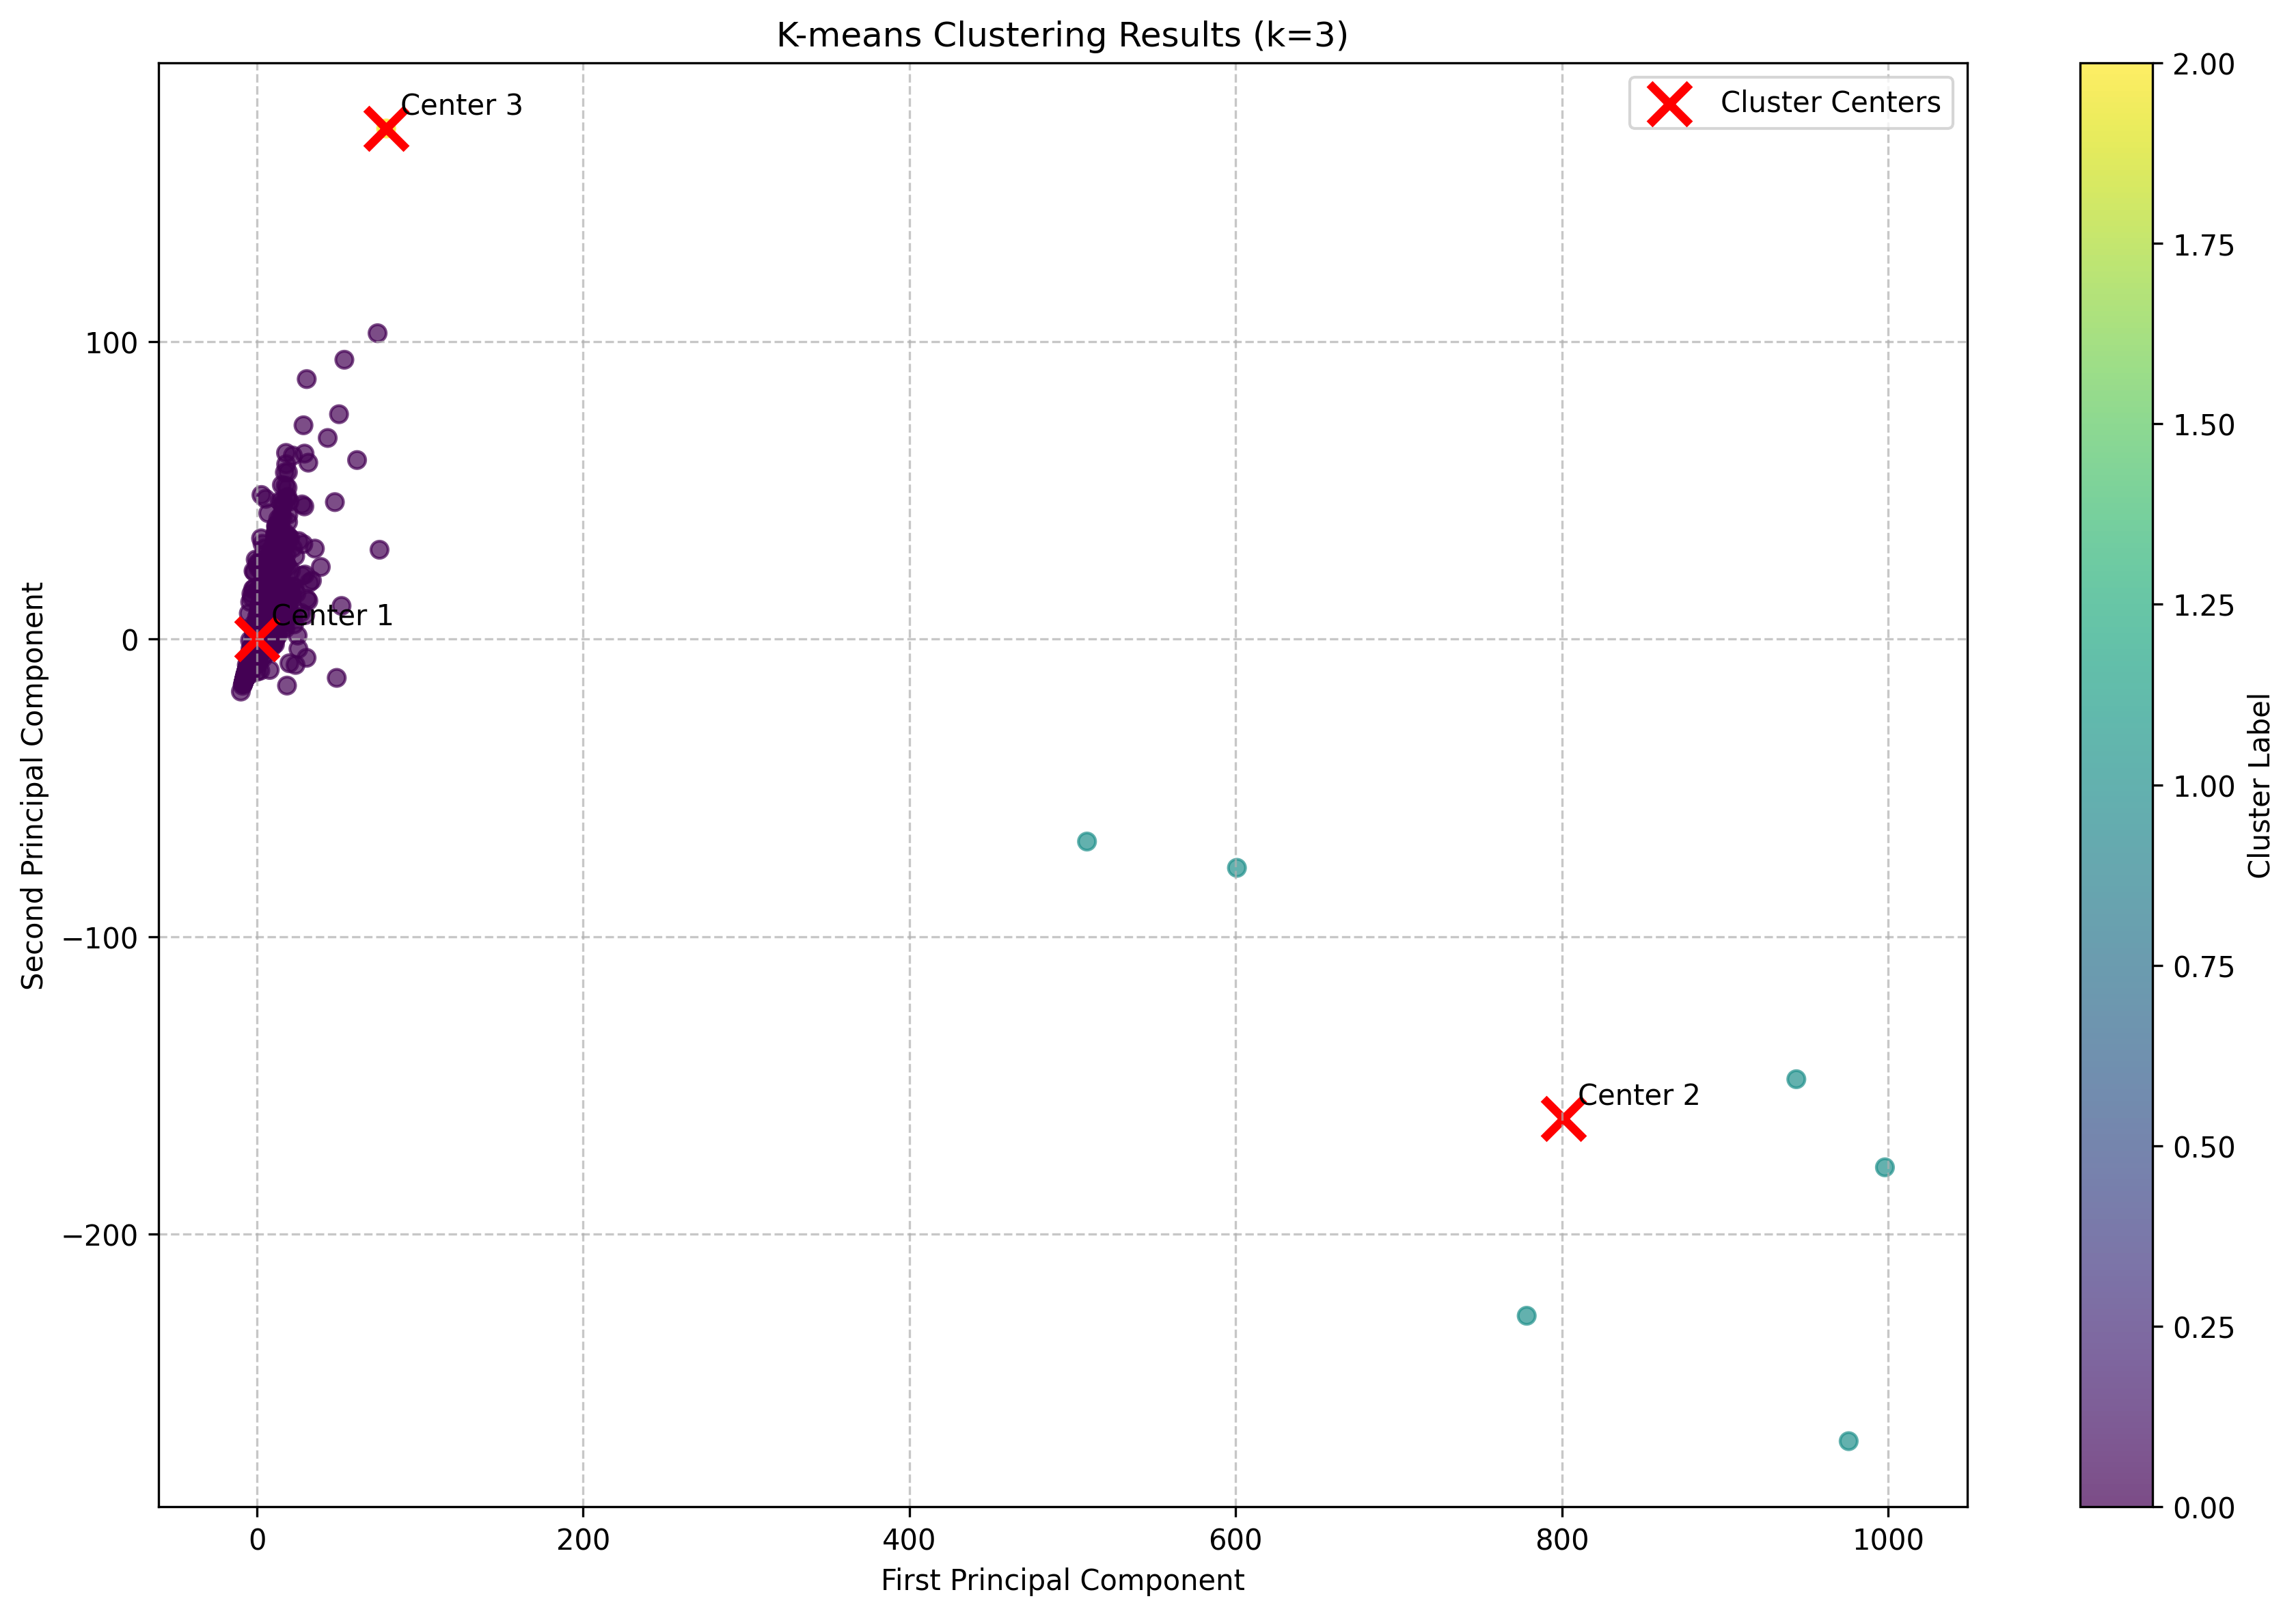 K-means Clustering Results (k=3)
Center 3
Cluster Centers
Center 1
Center 2
100
0
−100
−200
Second Principal Component
0
200
400
600
800
1000
First Principal Component
2.00
1.75
1.50
1.25
1.00
0.75
0.50
0.25
0.00
Cluster Label